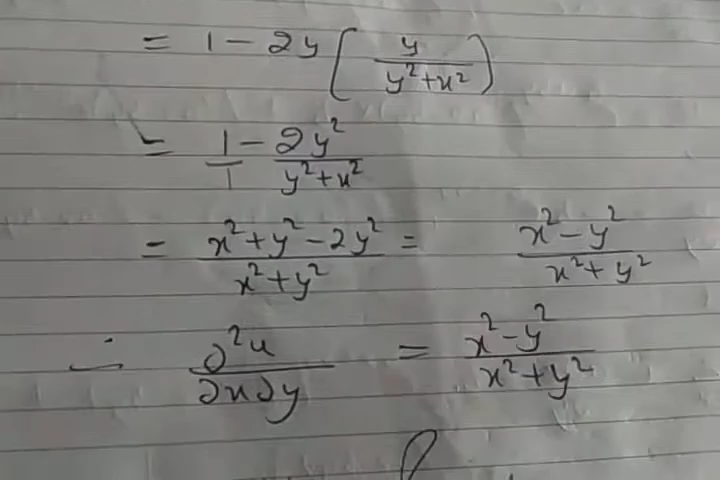 = 1 - 2y ( y / (y² + x²) )
= 1/1 - 2y² / (y² + x²)
= (x² + y² - 2y²) / (x² + y²) = (x² - y²) / (x² + y²)
∴ ∂²u / ∂x∂y = (x² - y²) / (x² + y²)